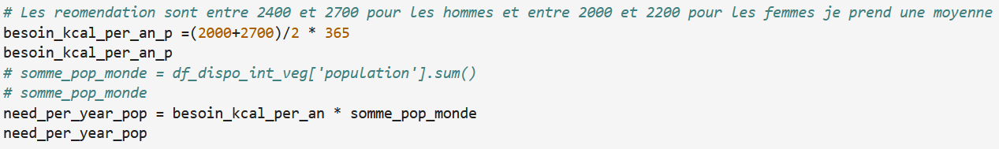 # Les reomendation sont entre 2400 et 2700 pour les hommes et entre 2000 et 2200 pour les femmes je prend une moyenne
besoin_kcal_per_an_p =(2000+2700)/2 * 365
besoin_kcal_per_an_p
# somme_pop_monde = df_dispo_int_veg['population'].sum()
# somme_pop_monde
need_per_year_pop = besoin_kcal_per_an * somme_pop_monde
need_per_year_pop